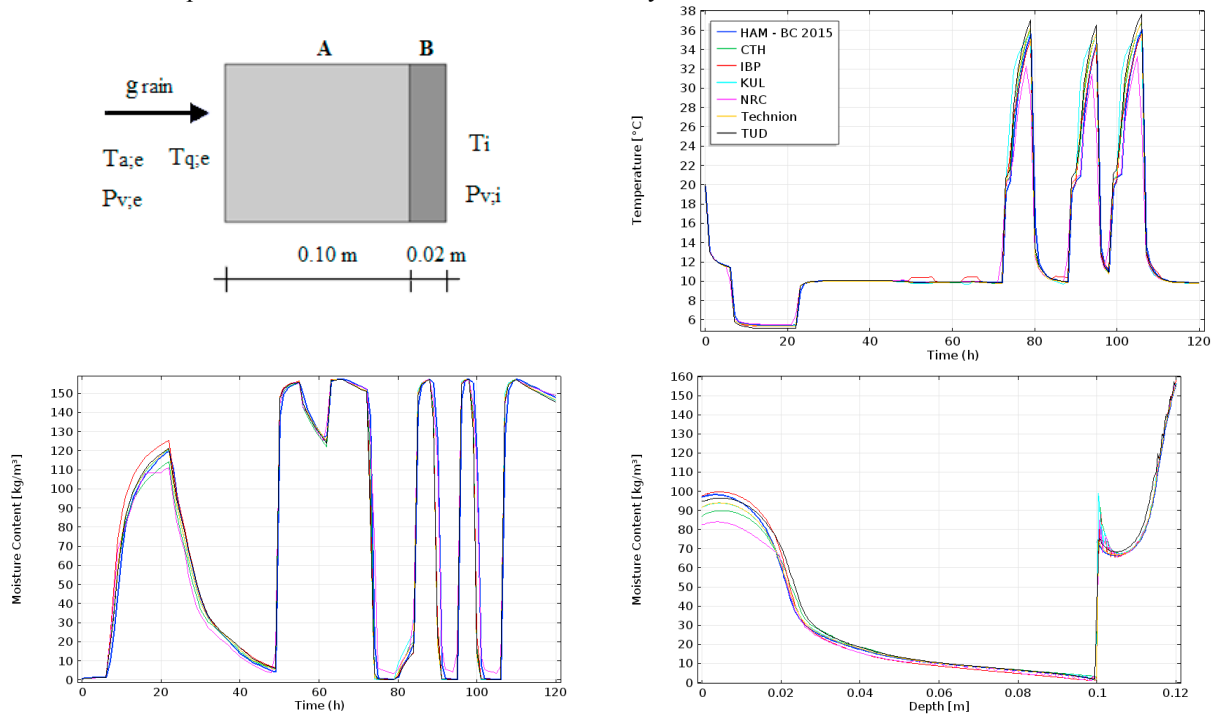 A B
g rain
Ta;e Tq;e Ti
Pv;e Pv;i
0.10 m 0.02 m
38
36
34
32
30
28
26
24
22
20
18
16
14
12
10
8
6
Temperature [°C]
HAM - BC 2015
CTH
IBP
KUL
NRC
Technion
TUD
0 20 40 60 80 100 120
Time (h)
150
140
130
120
110
100
90
80
70
60
50
40
30
20
10
0
Moisture Content [kg/m³]
0 20 40 60 80 100 120
Time (h)
160
150
140
130
120
110
100
90
80
70
60
50
40
30
20
10
0
Moisture Content [kg/m³]
0 0.02 0.04 0.06 0.08 0.1 0.12
Depth [m]